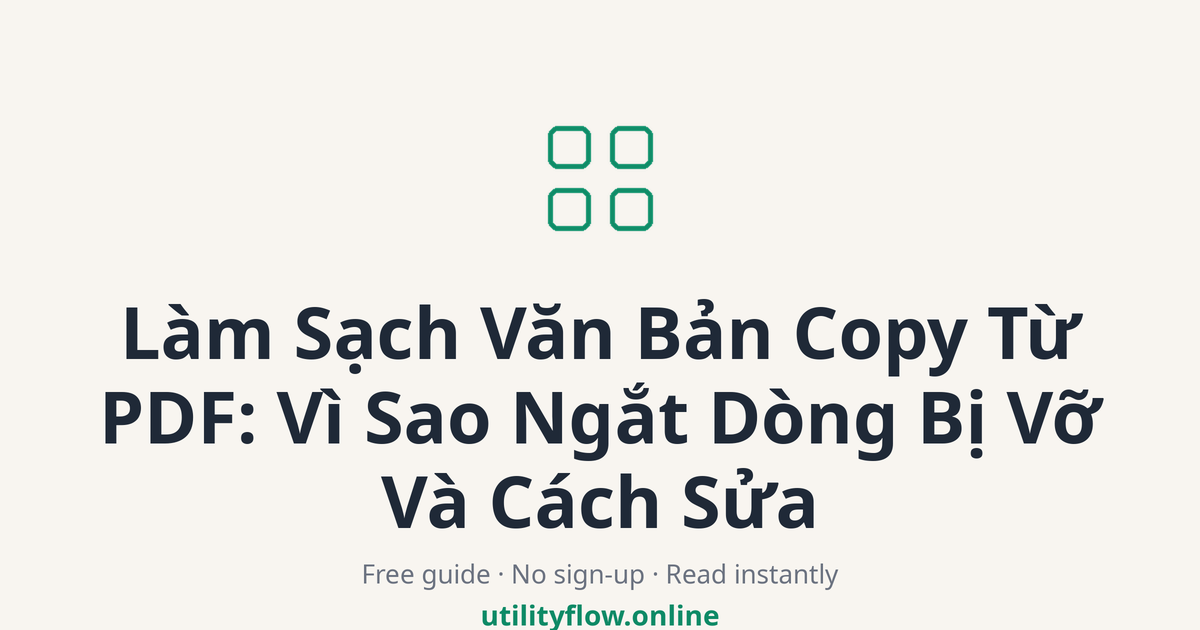 Làm Sạch Văn Bản Copy Từ
PDF: Vì Sao Ngắt Dòng Bị Vỡ
Và Cách Sửa
Free guide · No sign-up · Read instantly
utilityflow.online